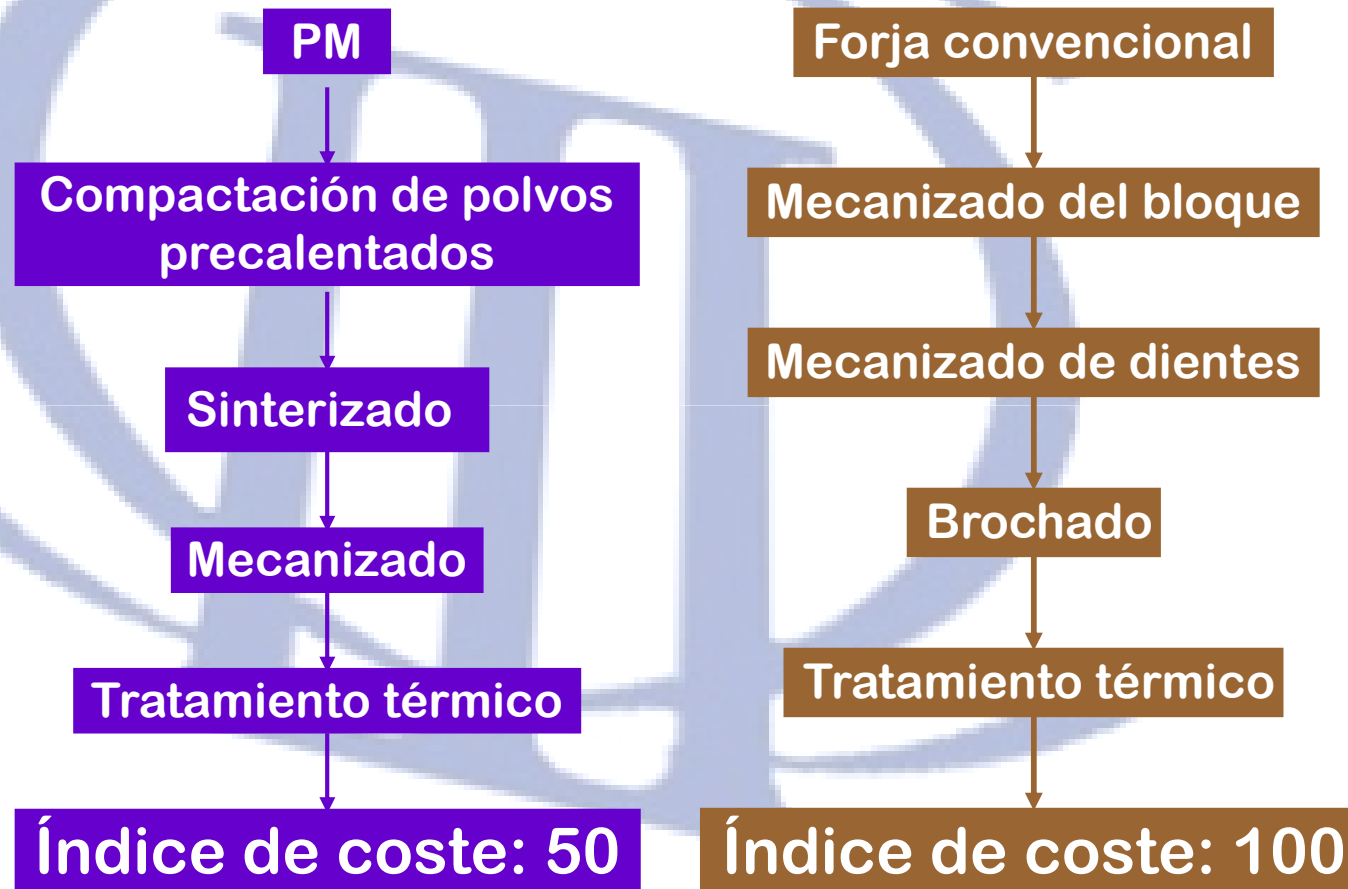 PM
Compactación de polvos
precalentados
Sinterizado
Mecanizado
Tratamiento térmico
Índice de coste: 50
Forja convencional
Mecanizado del bloque
Mecanizado de dientes
Brochado
Tratamiento térmico
Índice de coste: 100